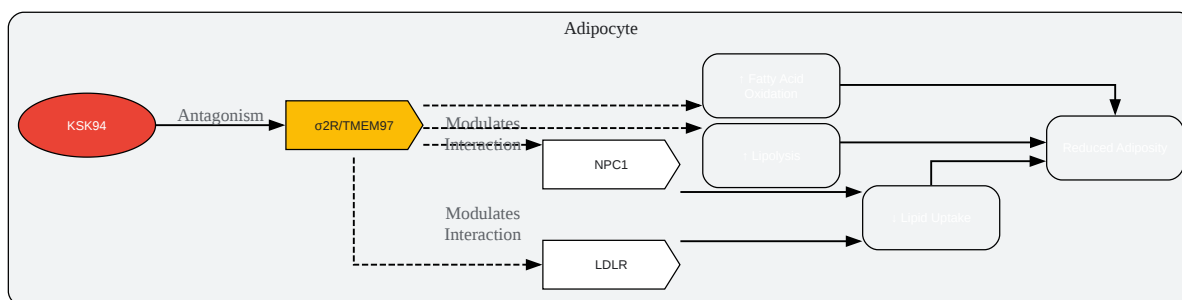 Adipocyte
↑ Fatty Acid
Oxidation
KSK94
Antagonism
σ2R/TMEM97
Modulates
Interaction
↑ Lipolysis
NPC1
Reduced Adiposity
↓ Lipid Uptake
Modulates
Interaction
LDLR